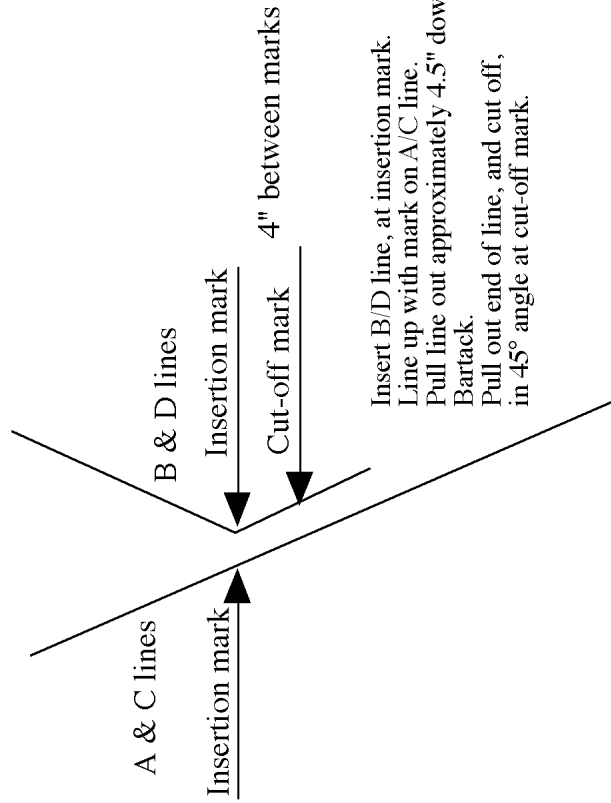 A & C lines
B & D lines
Insertion mark
Insertion mark
Cut-off mark
4" between marks
Insert B/D line, at insertion mark.
Line up with mark on A/C line.
Pull line out approximately 4.5"
Bartack.
Pull out end of line, and cut off,
in 45° angle at cut-off mark.